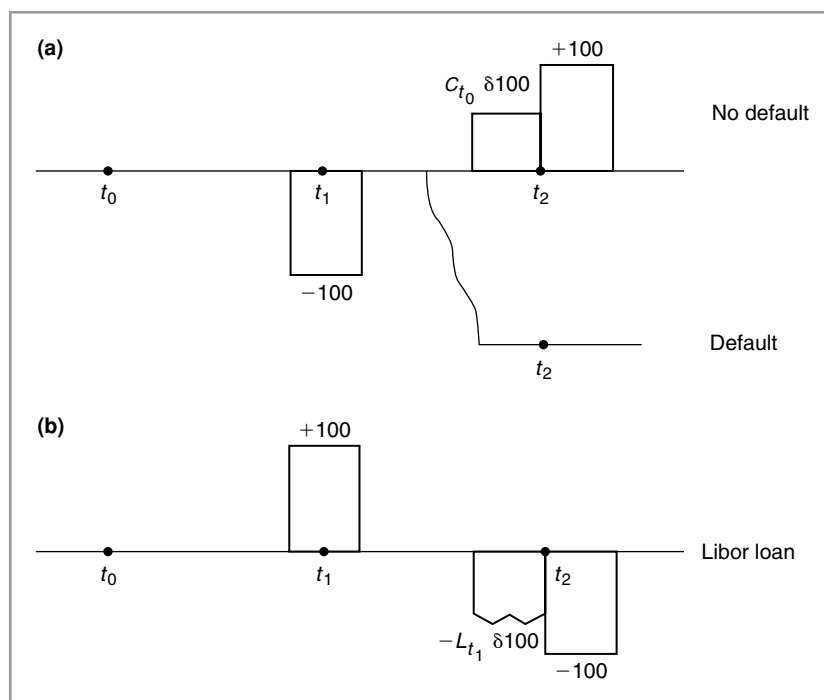 (a)
+100
C_{t_0} δ100
No default
t_0
t_1
t_2
−100
Default
t_2
(b)
+100
Libor loan
t_0
t_1
t_2
−L_{t_1} δ100
−100